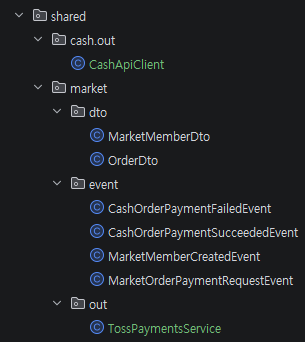 shared
cash.out
CashApiClient
market
dto
MarketMemberDto
OrderDto
event
CashOrderPaymentFailedEvent
CashOrderPaymentSucceededEvent
MarketMemberCreatedEvent
MarketOrderPaymentRequestEvent
out
TossPaymentsService